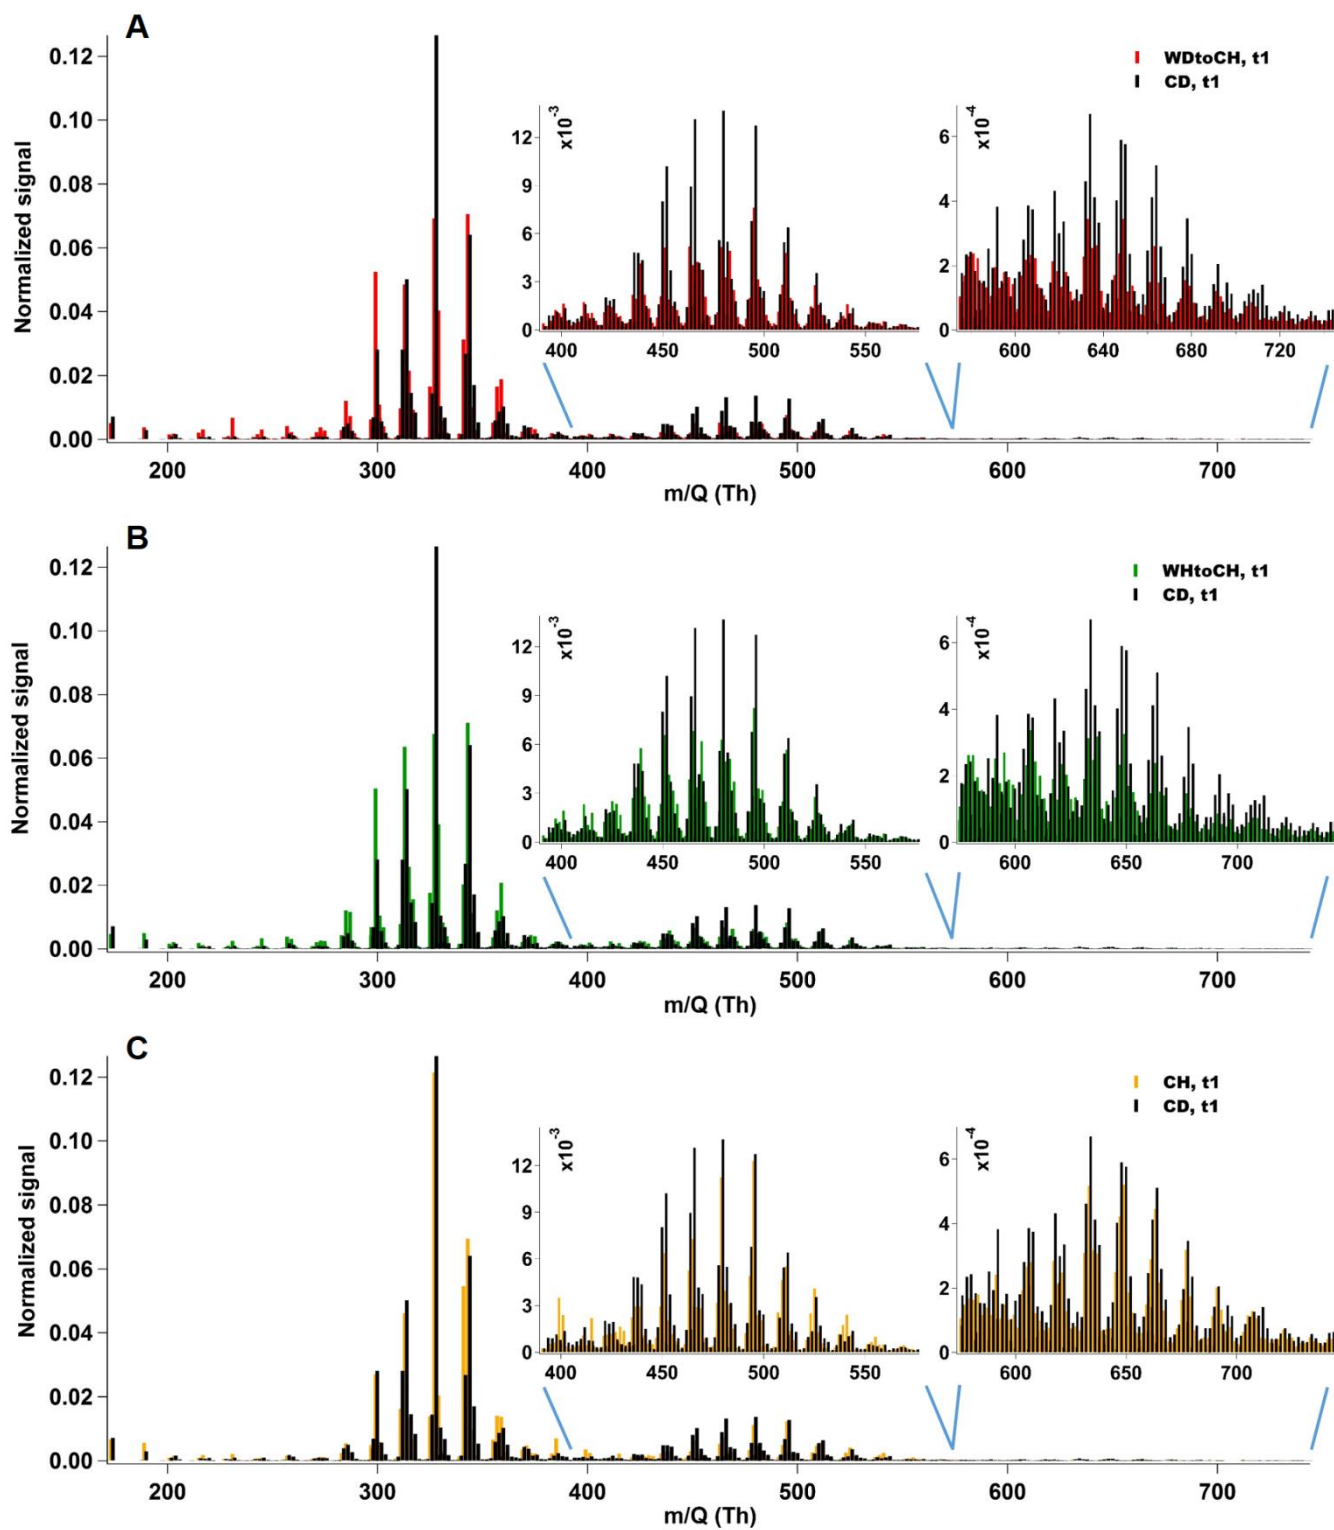 A
0.12
0.10
0.08
0.06
0.04
0.02
0.00
Normalized signal
200 300 400 500 600 700
m/Q (Th)
WDtoCH, t1
CD, t1
x10-3
12
9
6
3
0
400 450 500 550
x10-4
6
4
2
0
600 640 680 720
B
0.12
0.10
0.08
0.06
0.04
0.02
0.00
Normalized signal
200 300 400 500 600 700
m/Q (Th)
WHtoCH, t1
CD, t1
x10-3
12
9
6
3
0
400 450 500 550
x10-4
6
4
2
0
600 650 700
C
0.12
0.10
0.08
0.06
0.04
0.02
0.00
Normalized signal
200 300 400 500 600 700
m/Q (Th)
CH, t1
CD, t1
x10-3
12
9
6
3
0
400 450 500 550
x10-4
6
4
2
0
600 650 700